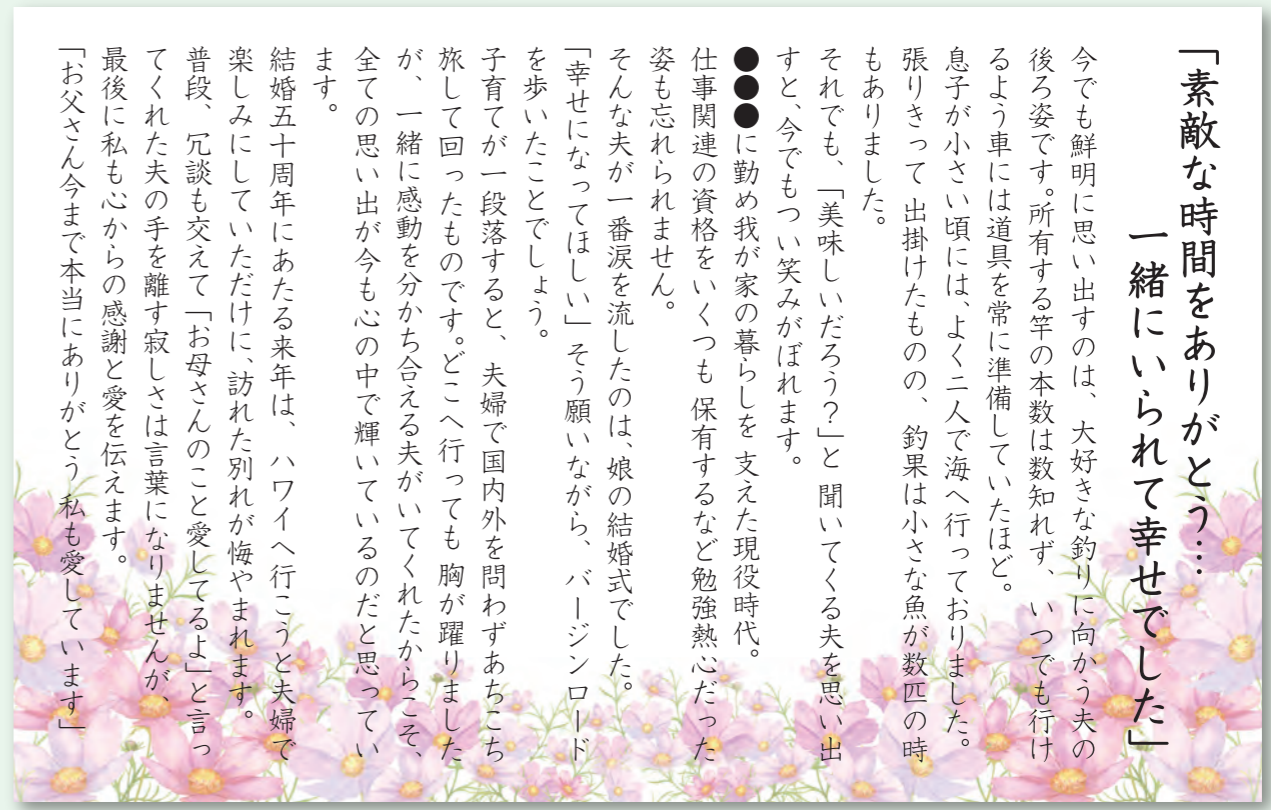 「素敵な時間をありがとう…
一緒にいられて幸せでした」
今でも鮮明に思い出すのは、大好きな釣りに向かう夫の
後ろ姿です。所有する竿の本数は数知れず、いつでも行け
るよう車には道具を常に準備していたほど。
息子が小さい頃には、よく二人で海へ行っておりました。
張りきって出掛けたものの、釣果は小さな魚が数匹の時
もありました。
それでも、「美味しいだろう？」と聞いてくる夫を思い出
すと、今でもつい笑みがぼれます。
●●●に勤め我が家の暮らしを支えた現役時代。
仕事関連の資格をいくつも保有するなど勉強熱心だった
姿も忘れられません。
そんな夫が一番涙を流したのは、娘の結婚式でした。
「幸せになってほしい」そう願いながら、バージンロード
を歩いたことでしょう。
子育てが一段落すると、夫婦で国内外を問わずあちこち
旅して回ったものです。どこへ行っても胸が躍りました
が、一緒に感動を分かち合える夫がいてくれたからこそ、
全ての思い出が今も心の中で輝いているのだと思ってい
ます。
結婚五十周年にあたる来年は、ハワイへ行こうと夫婦で
楽しみにしていただけに、訪れた別れが悔やまれます。
普段、冗談も交えて「お母さんのこと愛してるよ」と言っ
てくれた夫の手を離す寂しさは言葉になりませんが、
最後に私も心からの感謝と愛を伝えます。
「お父さん今まで本当にありがとう 私も愛しています」